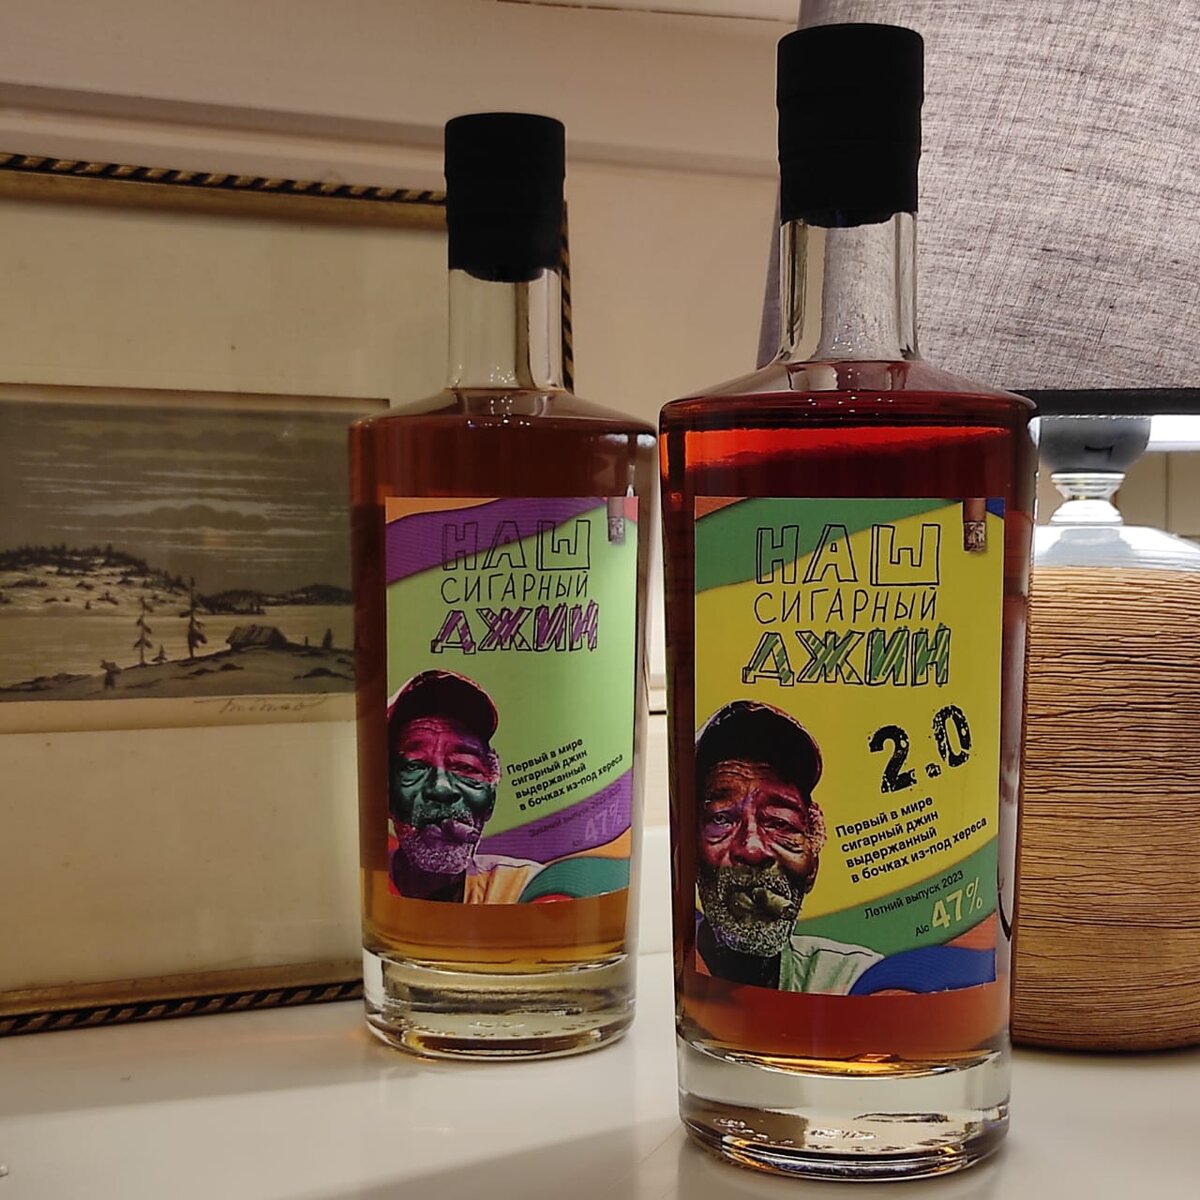 НАШ
СИГАРНЫЙ
ДЖИН
Первый в мире
сигарный джин
выдержанный
в бочках из-под хереса
47%
НАШ
СИГАРНЫЙ
ДЖИН
2.0
Первый в мире
сигарный джин
выдержанный
в бочках из-под хереса
Летний выпуск 2023
Alc 47%